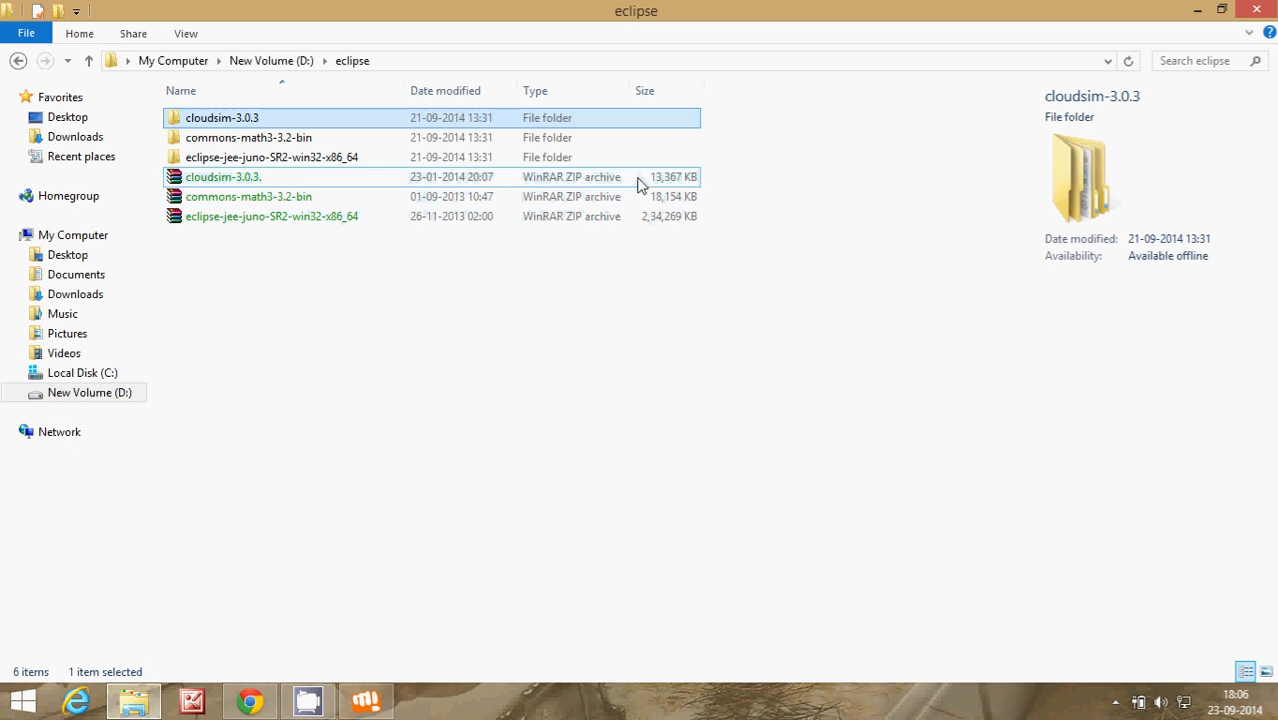 eclipse
File Home Share View
My Computer New Volume (D:) eclipse Search eclipse
Name Date modified Type Size
Favorites
Desktop
Downloads
Recent places
Homegroup
My Computer
Desktop
Documents
Downloads
Music
Pictures
Videos
Local Disk (C:)
New Volume (D:)
Network
cloudsim-3.0.3 21-09-2014 13:31 File folder
commons-math3-3.2-bin 21-09-2014 13:31 File folder
eclipse-jee-juno-SR2-win32-x86_64 21-09-2014 13:31 File folder
cloudsim-3.0.3. 23-01-2014 20:07 WinRAR ZIP archive 13,367 KB
commons-math3-3.2-bin 01-09-2013 10:47 WinRAR ZIP archive 18,154 KB
eclipse-jee-juno-SR2-win32-x86_64 26-11-2013 02:00 WinRAR ZIP archive 2,34,269 KB
cloudsim-3.0.3
File folder
Date modified: 21-09-2014 13:31
Availability: Available offline
6 items 1 item selected
18:06
23-09-2014